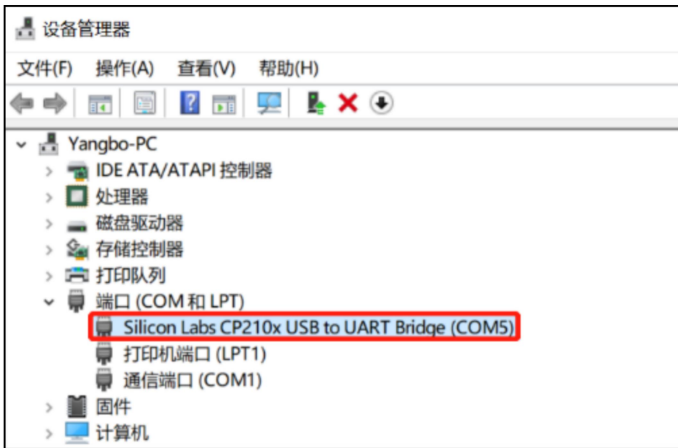 设备管理器
文件(F) 操作(A) 查看(V) 帮助(H)
Yangbo-PC
IDE ATA/ATAPI 控制器
处理器
磁盘驱动器
存储控制器
打印队列
端口 (COM 和 LPT)
Silicon Labs CP210x USB to UART Bridge (COM5)
打印机端口 (LPT1)
通信端口 (COM1)
固件
计算机